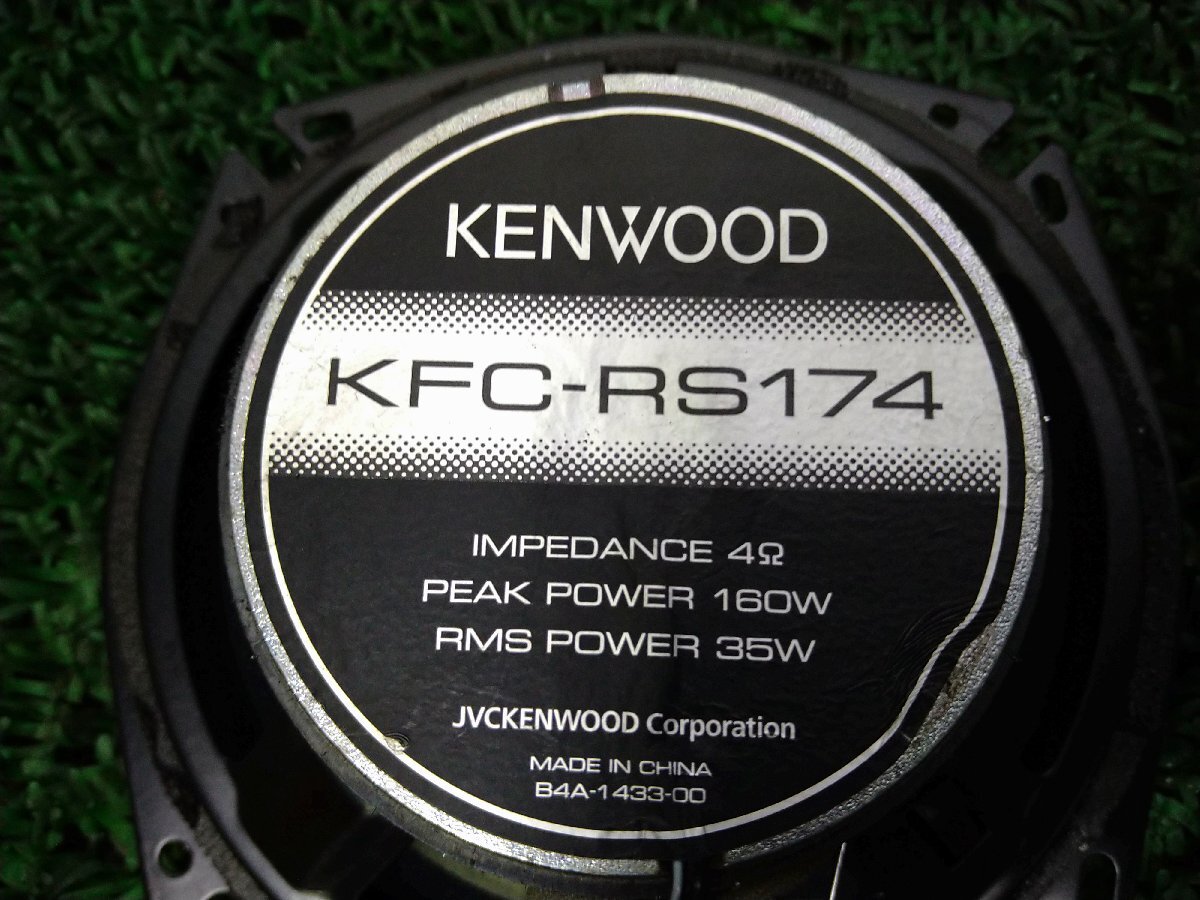 KENWOOD
KFC-RS174
IMPEDANCE 4Ω
PEAK POWER 160W
RMS POWER 35W
JVCKENWOOD Corporation
MADE IN CHINA
B4A-1433-00